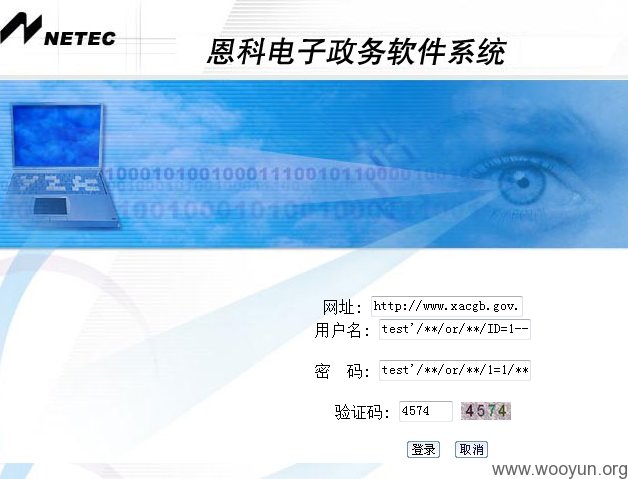 NETEC
恩科电子政务软件系统
网址: http://www.xacgb.gov.
用户名: test'/**/or/**/ID=1--
密 码: test'/**/or/**/1=1/**
验证码: 4574 4574
登录 取消
www.wooyun.org